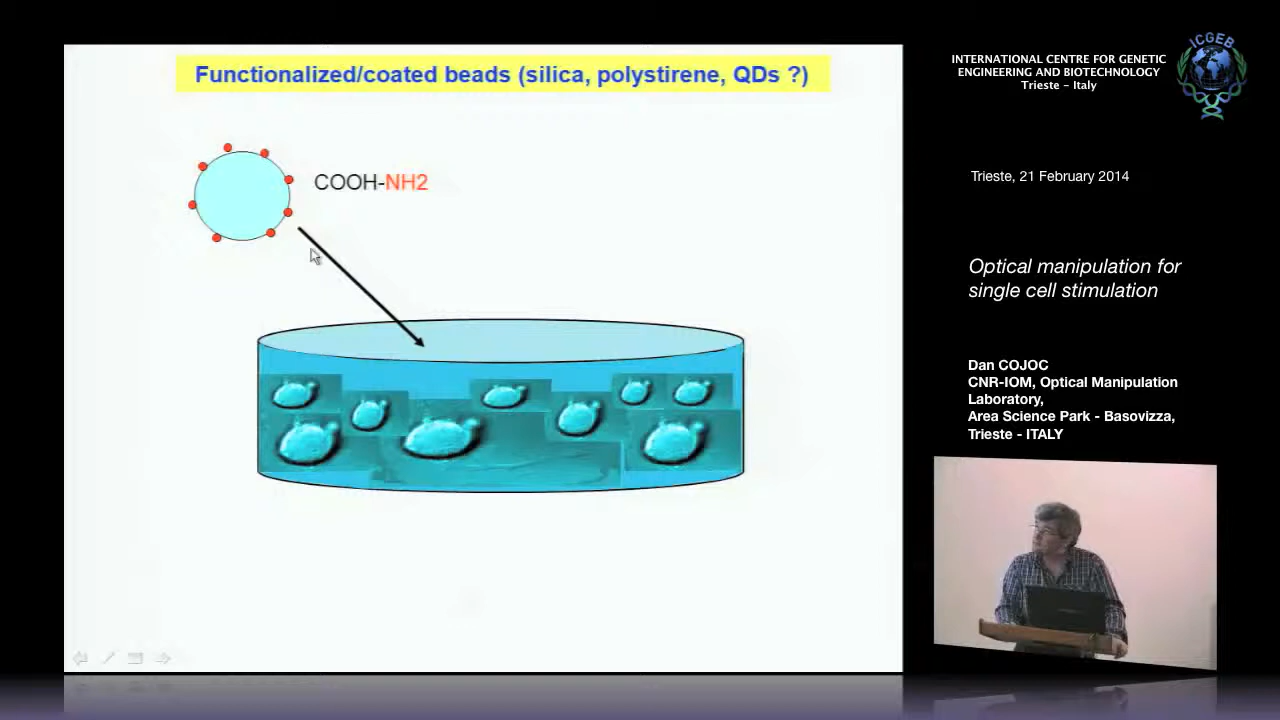 Functionalized/coated beads (silica, polystirene, QDs ?)
COOH-NH2
INTERNATIONAL CENTRE FOR GENETIC
ENGINEERING AND BIOTECHNOLOGY
Trieste - Italy
ICGEB
Trieste, 21 February 2014
Optical manipulation for
single cell stimulation
Dan COJOC
CNR-IOM, Optical Manipulation
Laboratory,
Area Science Park - Basovizza,
Trieste - ITALY